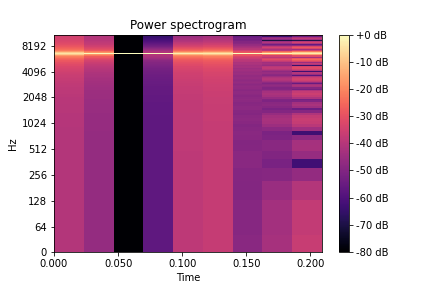 Power spectrogram
Hz
8192
4096
2048
1024
512
256
128
64
0
0.000 0.050 0.100 0.150 0.200
Time
+0 dB
-10 dB
-20 dB
-30 dB
-40 dB
-50 dB
-60 dB
-70 dB
-80 dB